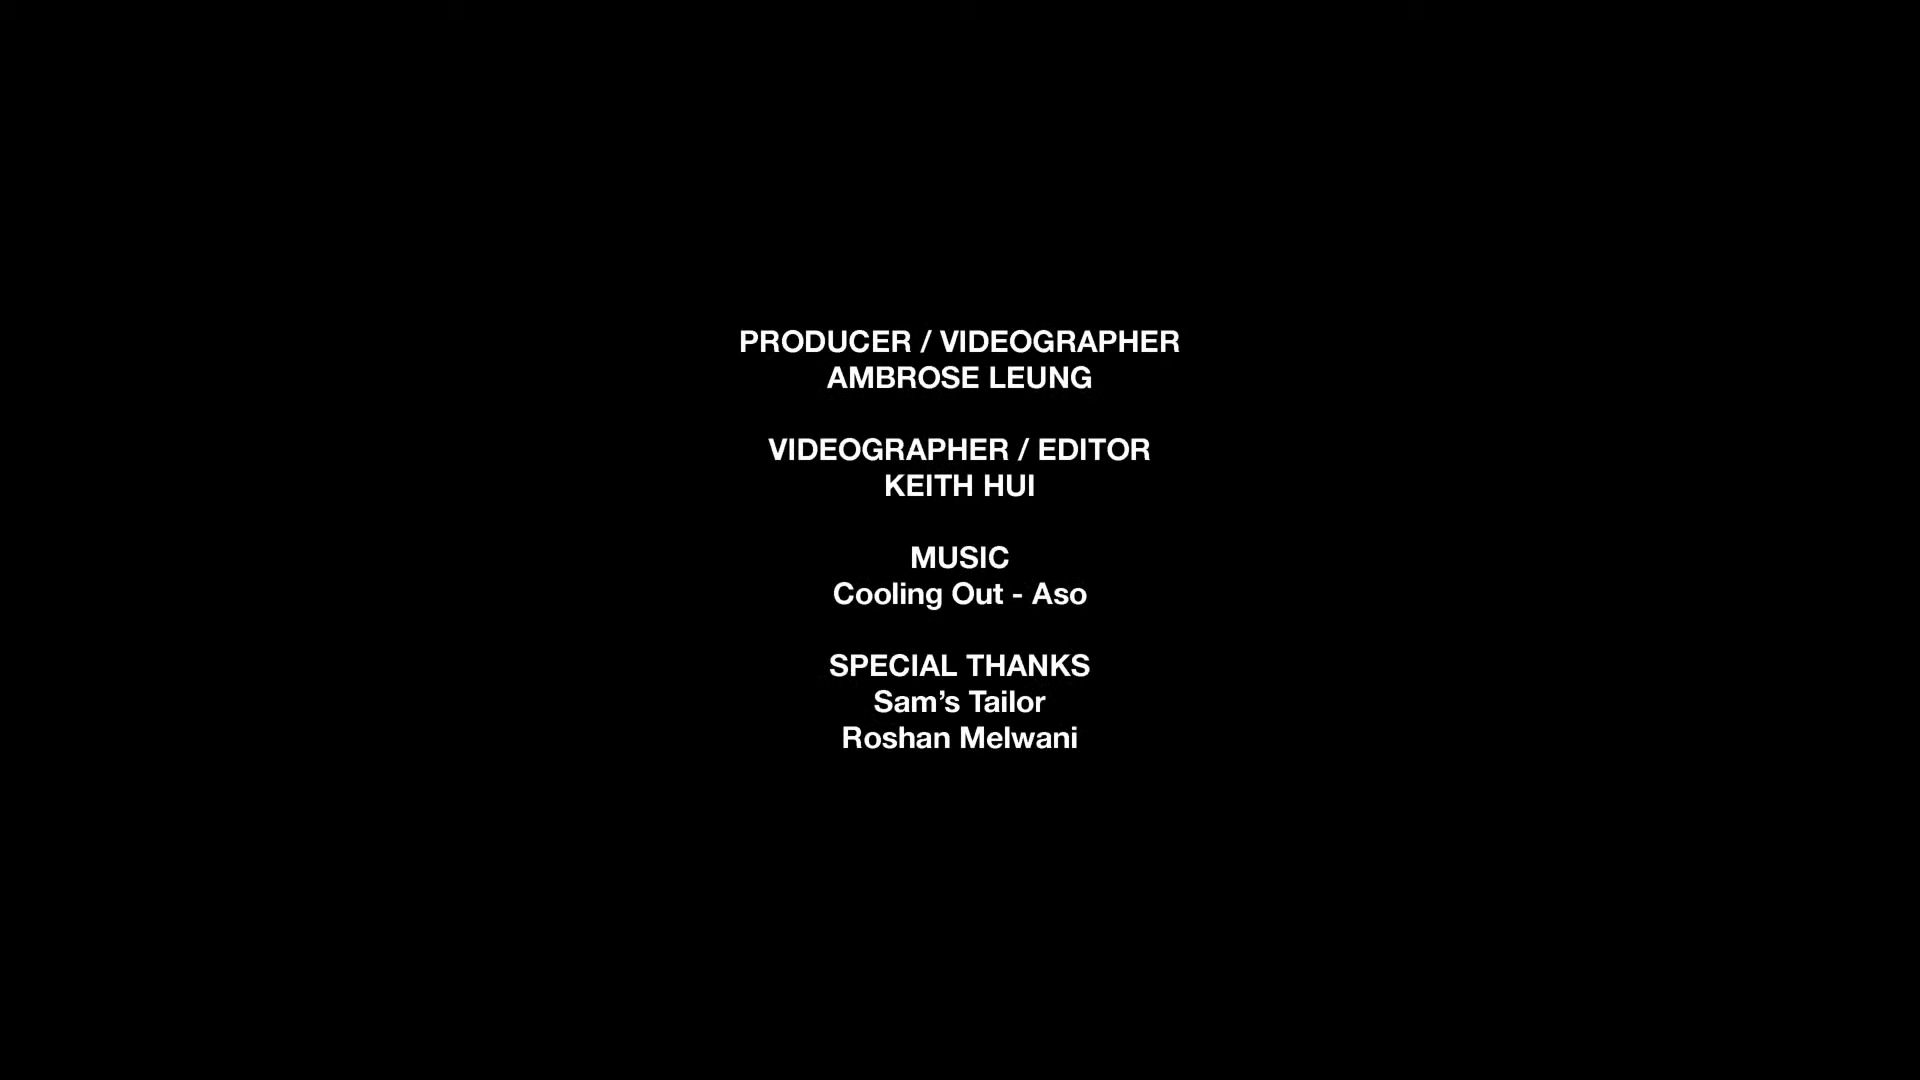 PRODUCER / VIDEOGRAPHER
AMBROSE LEUNG
VIDEOGRAPHER / EDITOR
KEITH HUI
MUSIC
Cooling Out - Aso
SPECIAL THANKS
Sam’s Tailor
Roshan Melwani